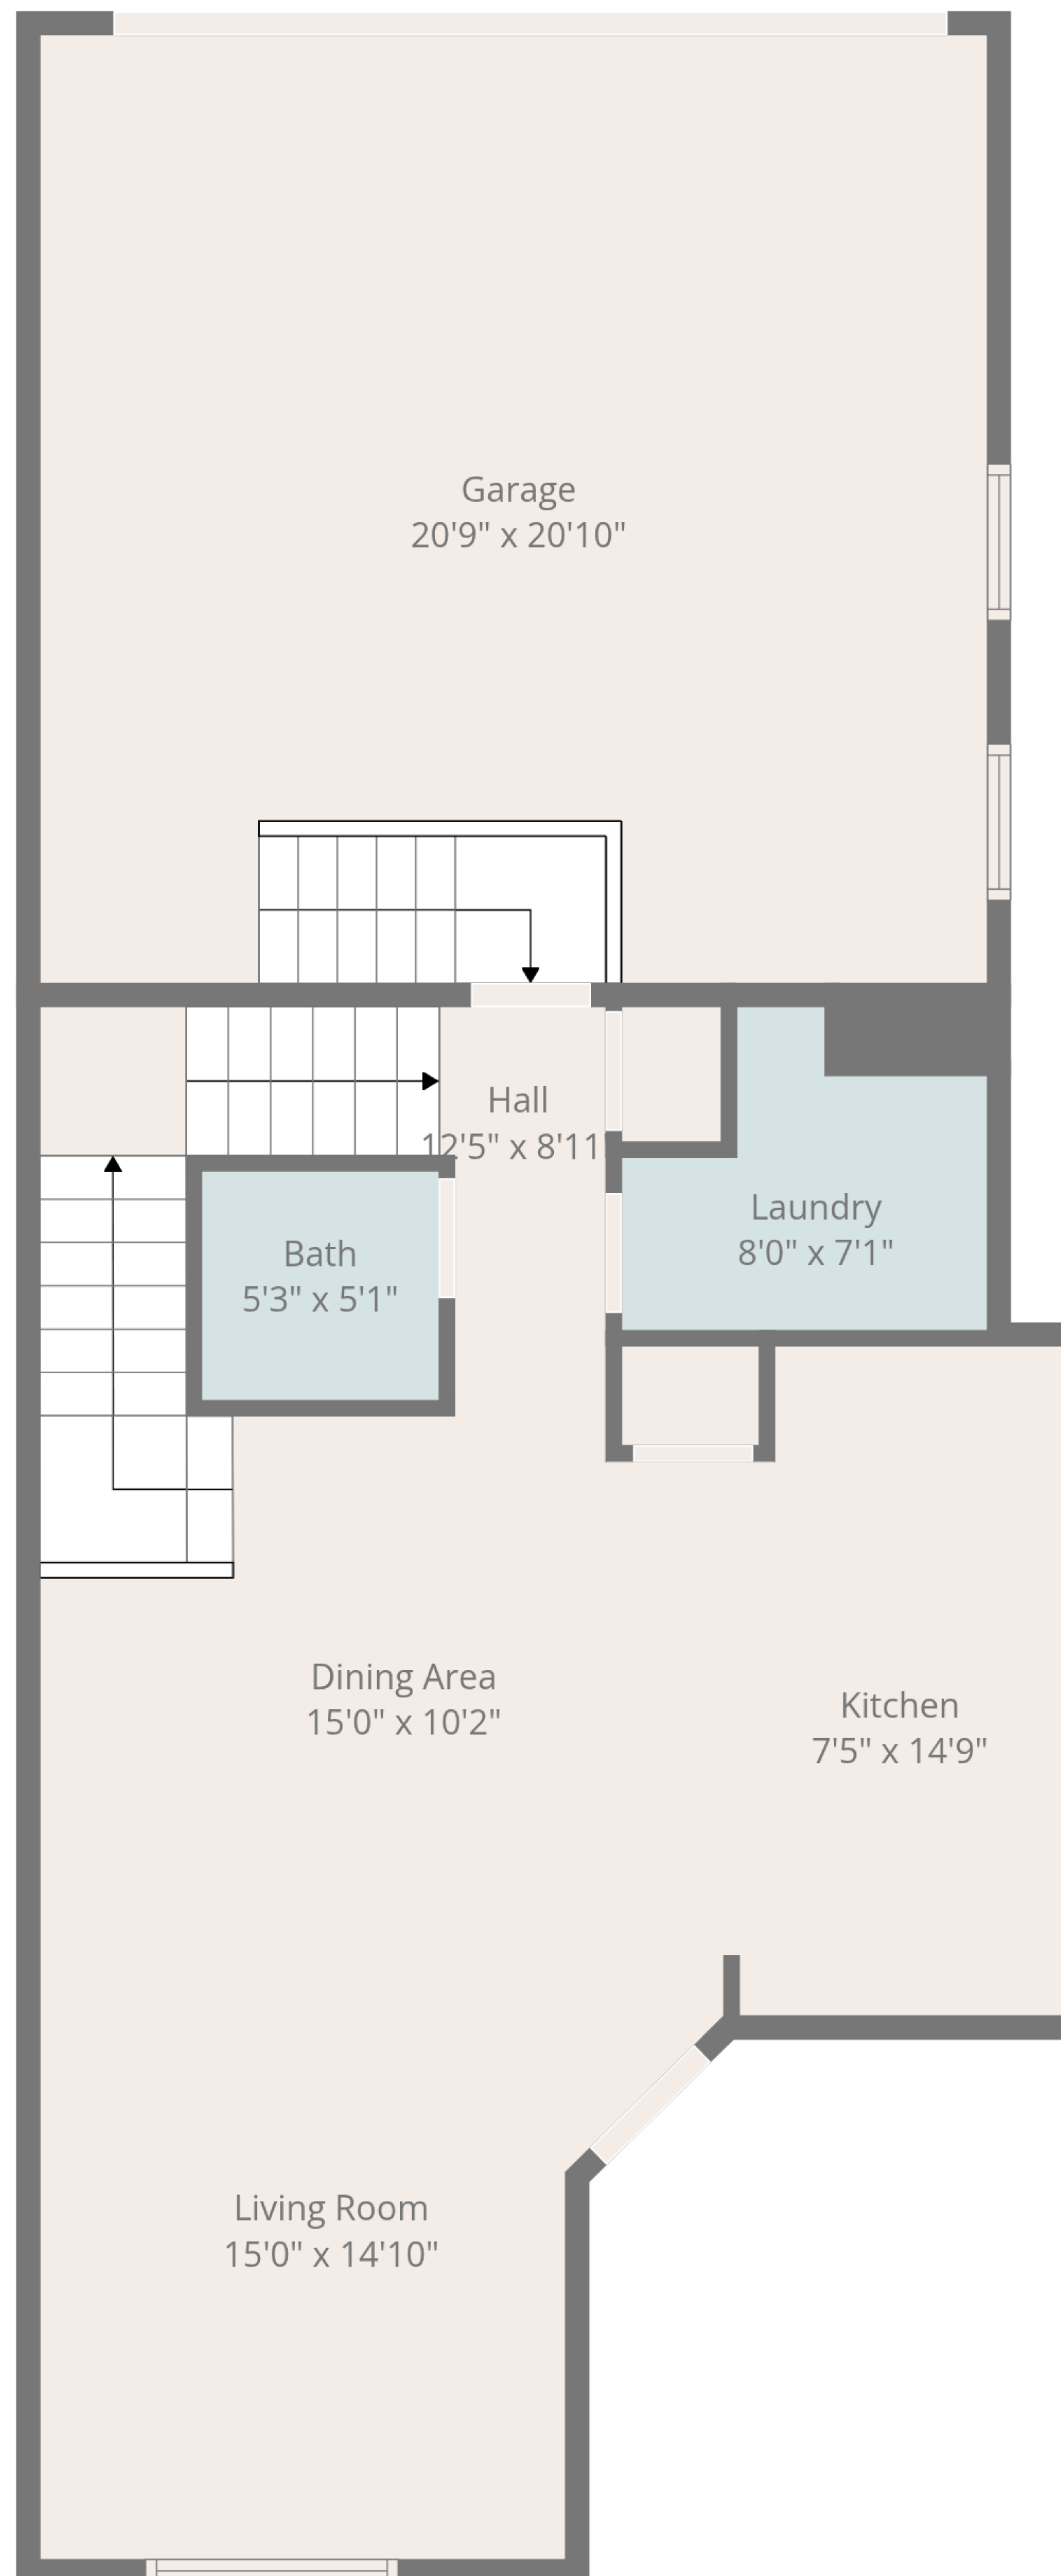 Garage
20'9" x 20'10"
Hall
12'5" x 8'11
Laundry
8'0" x 7'1"
Bath
5'3" x 5'1"
Dining Area
15'0" x 10'2"
Kitchen
7'5" x 14'9"
Living Room
15'0" x 14'10"